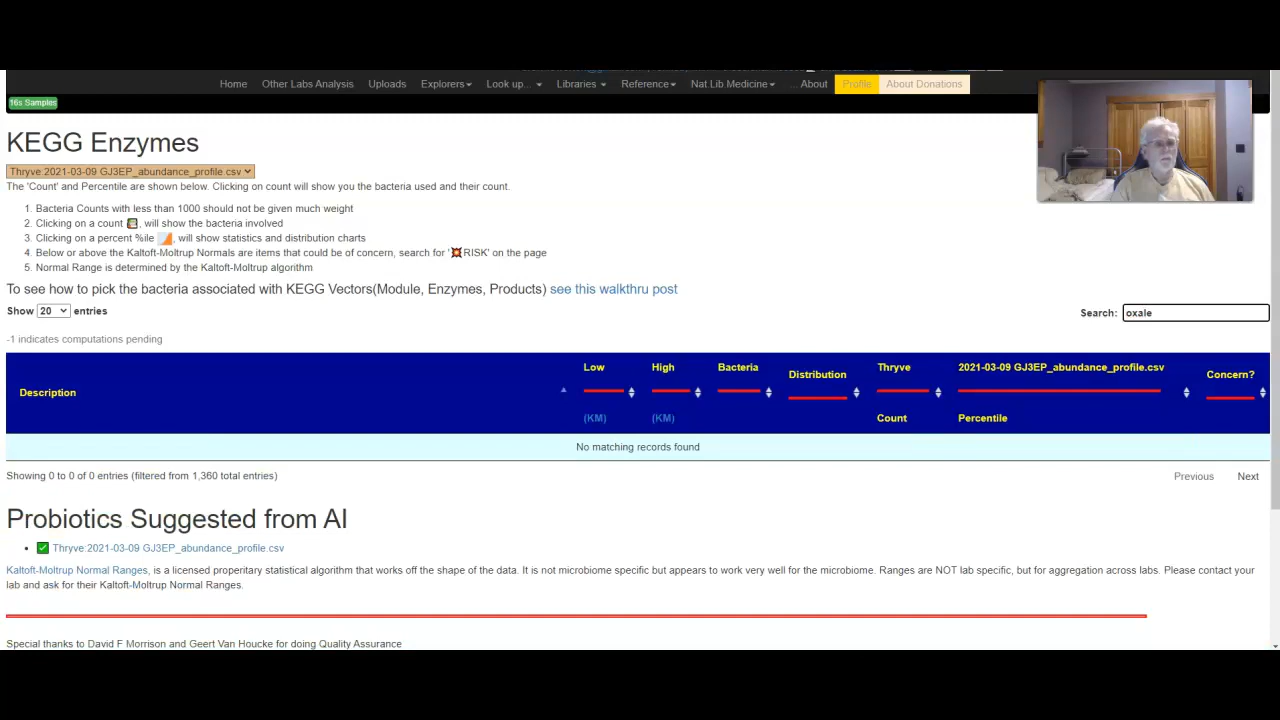 Home Other Labs Analysis Uploads Explorers Look up... Libraries Reference Nat.Lib.Medicine ... About Profile About Donations
16s Samples
KEGG Enzymes
Thryve:2021-03-09 GJ3EP_abundance_profile.csv
The 'Count' and Percentile are shown below. Clicking on count will show you the bacteria used and their count.
1. Bacteria Counts with less than 1000 should not be given much weight
2. Clicking on a count , will show the bacteria involved
3. Clicking on a percent %ile , will show statistics and distribution charts
4. Below or above the Kaltoft-Moltrup Normals are items that could be of concern, search for '💥RISK' on the page
5. Normal Range is determined by the Kaltoft-Moltrup algorithm
To see how to pick the bacteria associated with KEGG Vectors(Module, Enzymes, Products) see this walkthru post
Show 20 entries
Search: oxale
-1 indicates computations pending
Description Low (KM) High (KM) Bacteria Distribution Thryve Count 2021-03-09 GJ3EP_abundance_profile.csv Percentile Concern?
No matching records found
Showing 0 to 0 of 0 entries (filtered from 1,360 total entries)
Previous Next
Probiotics Suggested from AI
• ✅ Thryve:2021-03-09 GJ3EP_abundance_profile.csv
Kaltoft-Moltrup Normal Ranges, is a licensed properitary statistical algorithm that works off the shape of the data. It is not microbiome specific but appears to work very well for the microbiome. Ranges are NOT lab specific, but for aggregation across labs. Please contact your
lab and ask for their Kaltoft-Moltrup Normal Ranges.
Special thanks to David F Morrison and Geert Van Houcke for doing Quality Assurance